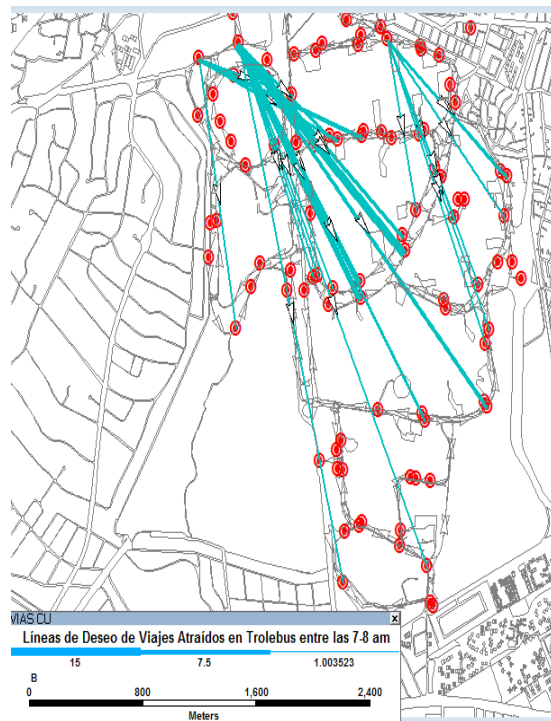 VIAS CU
Líneas de Deseo de Viajes Atraídos en Trolebus entre las 7-8 am
15 7.5 1.003523
B
0 800 1,600 2,400
Meters